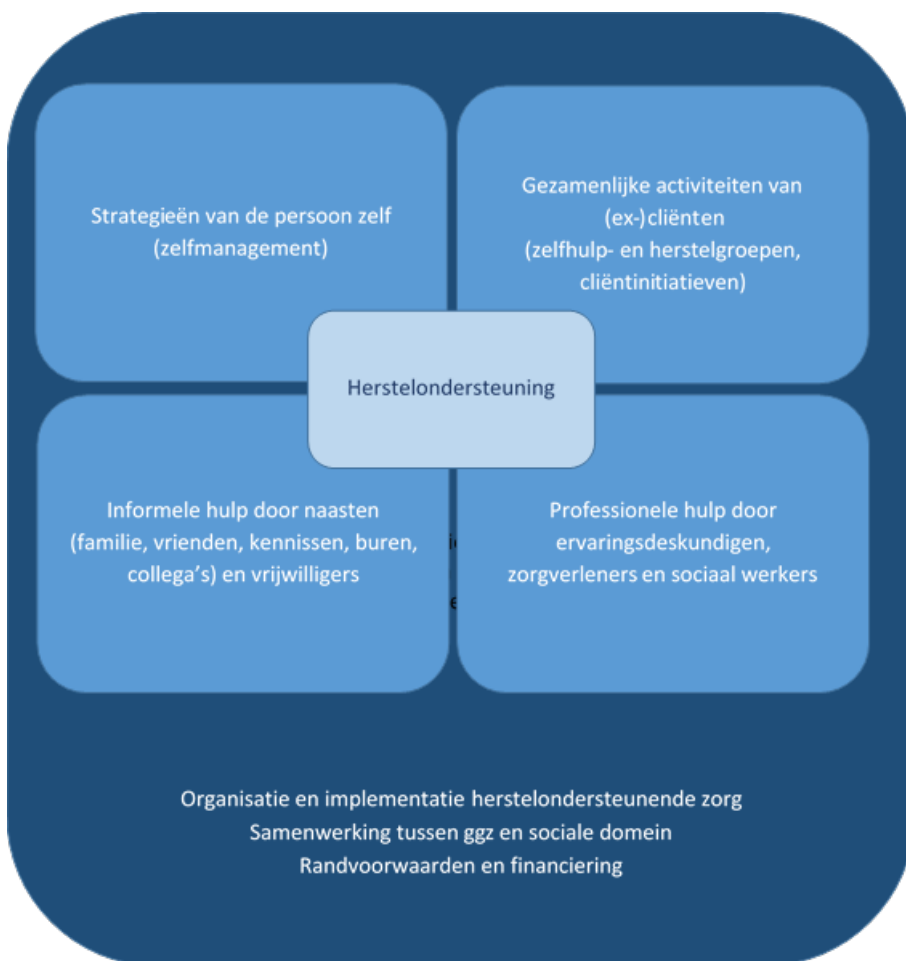 Strategieën van de persoon zelf
(zelfmanagement)
Gezamenlijke activiteiten van
(ex-)cliënten
(zelfhulp- en herstelgroepen,
cliëntinitiatieven)
Herstelondersteuning
Informele hulp door naasten
(familie, vrienden, kennissen, buren,
collega's) en vrijwilligers
Professionele hulp door
ervaringsdeskundigen,
zorgverleners en sociaal werkers
Organisatie en implementatie herstelondersteunende zorg
Samenwerking tussen ggz en sociale domein
Randvoorwaarden en financiering